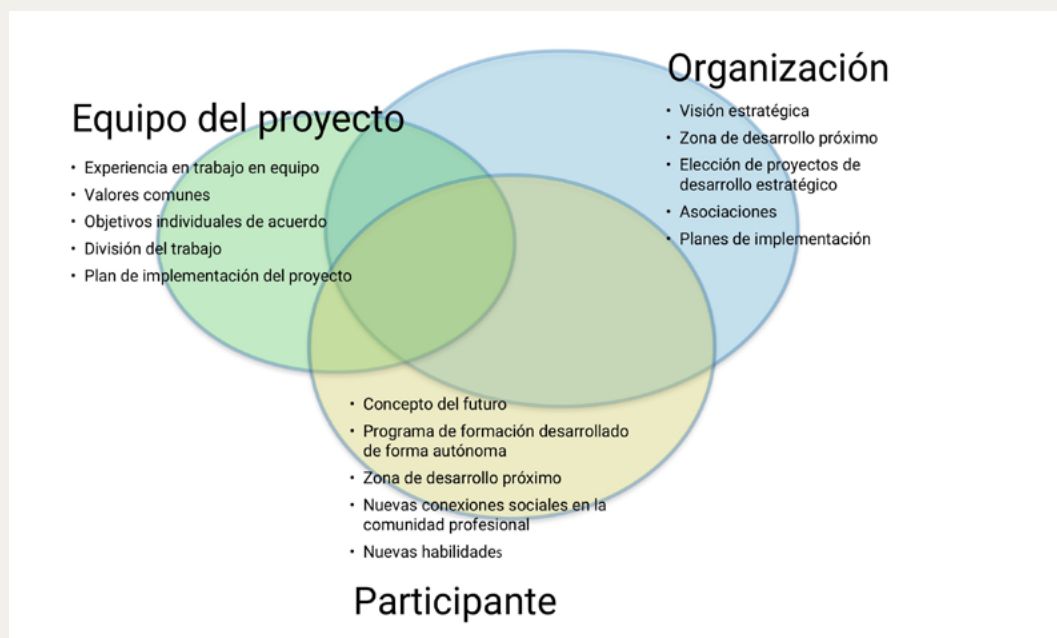 Equipo del proyecto
• Experiencia en trabajo en equipo
• Valores comunes
• Objetivos individuales de acuerdo
• División del trabajo
• Plan de implementación del proyecto
Organización
• Visión estratégica
• Zona de desarrollo próximo
• Elección de proyectos de
desarrollo estratégico
• Asociaciones
• Planes de implementación
• Concepto del futuro
• Programa de formación desarrollado
de forma autónoma
• Zona de desarrollo próximo
• Nuevas conexiones sociales en la
comunidad profesional
• Nuevas habilidades
Participante